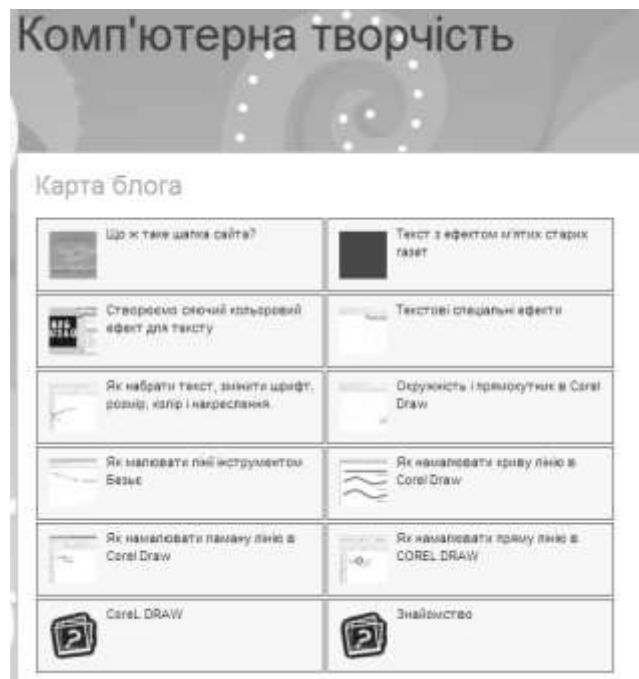 Комп'ютерна творчість
Карта блога
Що ж таке шапка сайта?
Текст з ефектом м'ятих старих
газет
Створюємо сяючий кольоровий
ефект для тексту
Текстові спеціальні ефекти
Як набрати текст, змінити шрифт,
розмір, колір і накреслення.
Окружність і прямокутник в Corel
Draw
Як малювати лінії інструментом
Безьє
Як намалювати криву лінію в
Corel Draw
Як намалювати ламану лінію в
Corel Draw
Як намалювати пряму лінію в
COREL DRAW
CoreL DRAW
Знайомство